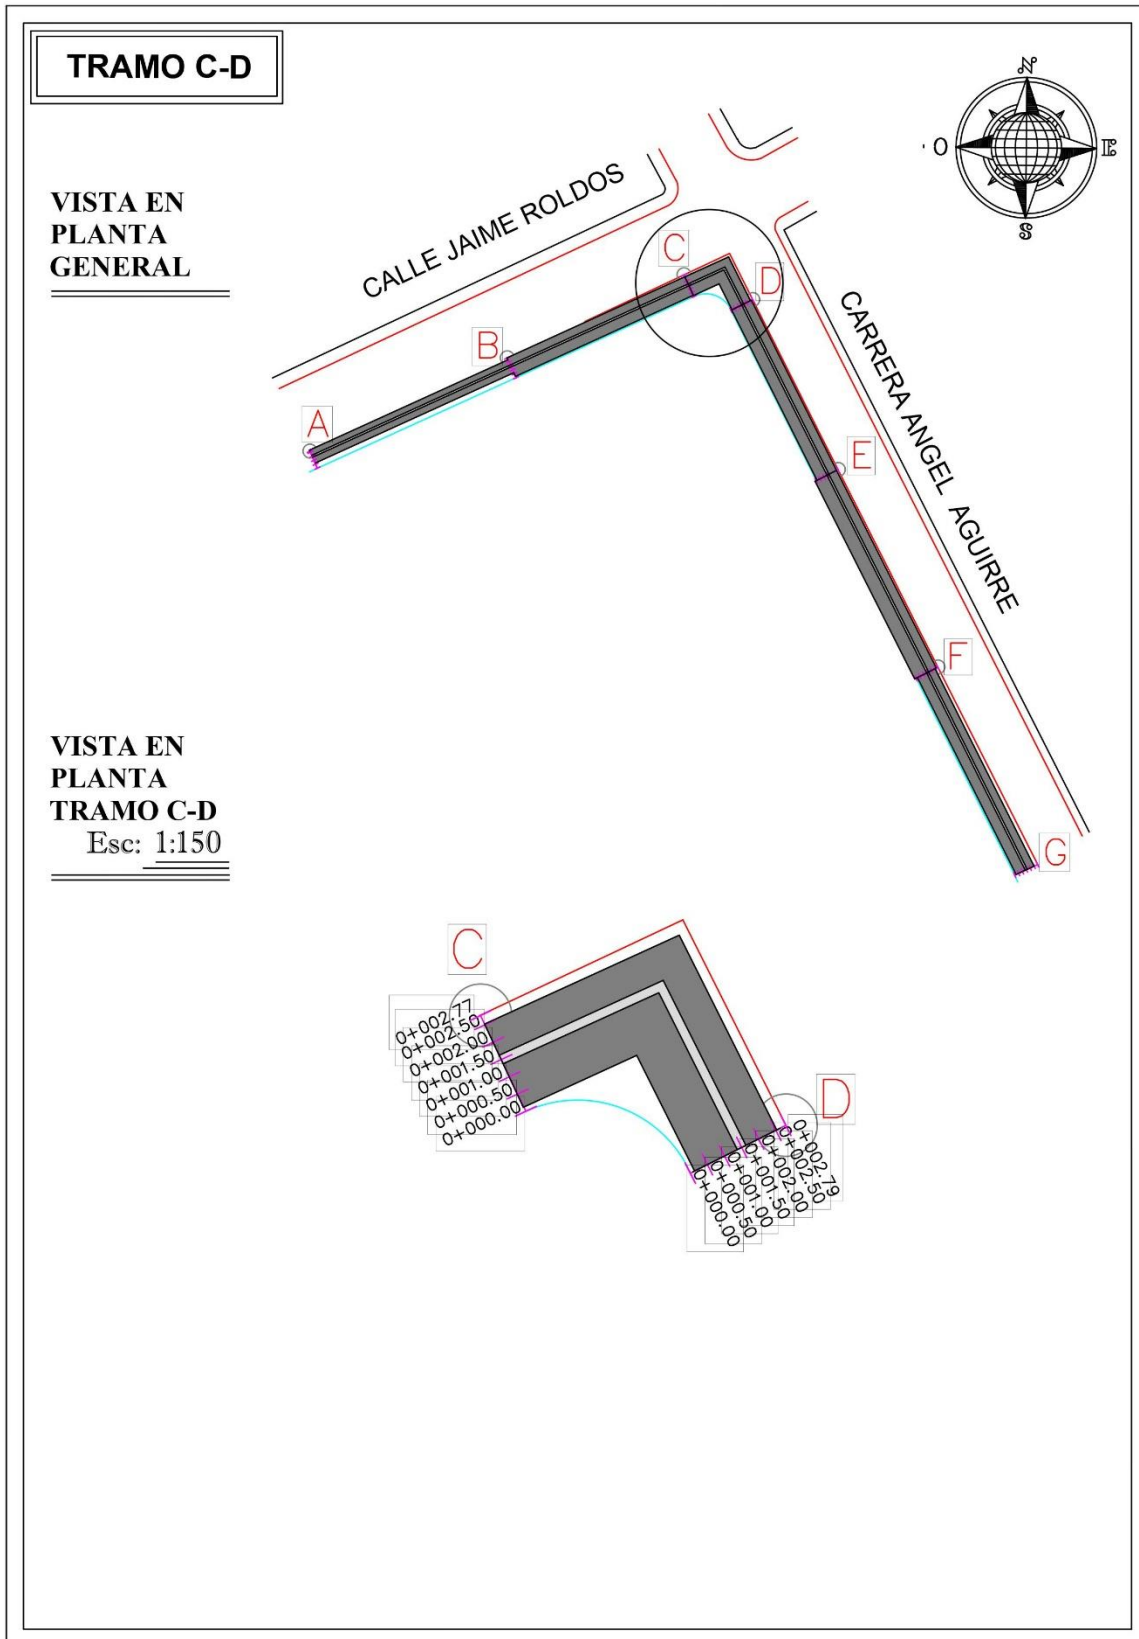 TRAMO C-D
N
O
E
S
VISTA EN
PLANTA
GENERAL
CALLE JAIME ROLDOS
CARRERA ANGEL AGUIRRE
A
B
C
D
E
F
G
VISTA EN
PLANTA
TRAMO C-D
Esc: 1:150
C
0+002.77
0+002.50
0+002.00
0+001.50
0+001.00
0+000.50
0+000.00
D
0+002.79
0+002.50
0+002.00
0+001.50
0+001.00
0+000.50
0+000.00